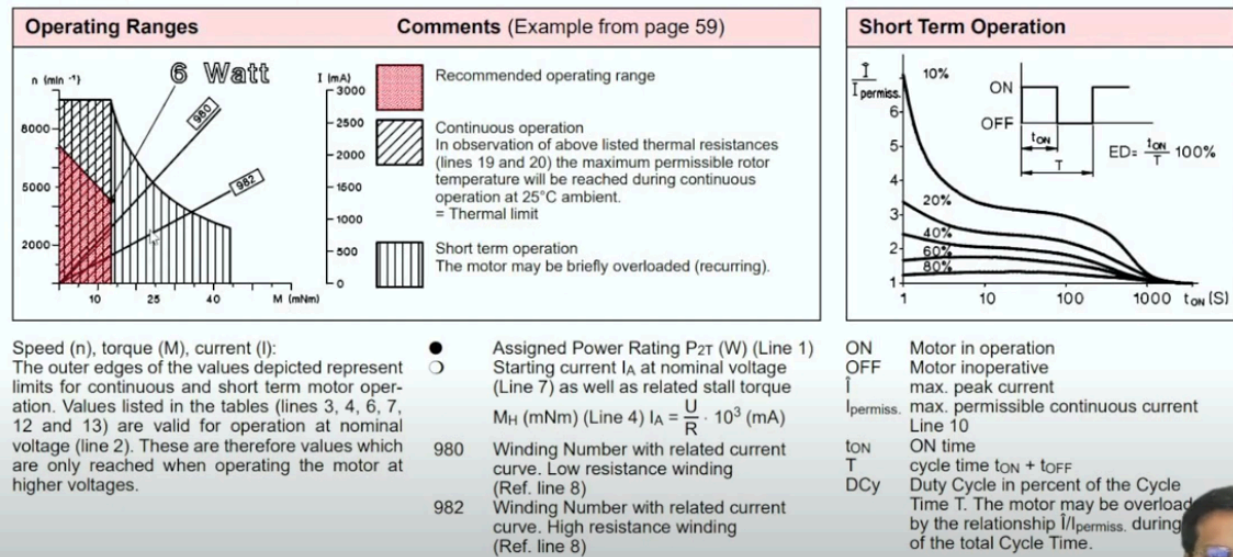 Operating Ranges
Comments (Example from page 59)
n (min -1)
6 Watt
I (mA)
8000
5000
2000
980
982
10
25
40
M (mNm)
3000
2500
2000
1500
1000
500
0
Recommended operating range
Continuous operation
In observation of above listed thermal resistances
(lines 19 and 20) the maximum permissible rotor
temperature will be reached during continuous
operation at 25°C ambient.
= Thermal limit
Short term operation
The motor may be briefly overloaded (recurring).
Short Term Operation
Î
I permiss.
6
5
4
3
2
1
10%
20%
40%
60%
80%
1
10
100
1000
tON (S)
ON
OFF
tON
T
ED= tON/T 100%
Speed (n), torque (M), current (I):
The outer edges of the values depicted represent
limits for continuous and short term motor oper-
ation. Values listed in the tables (lines 3, 4, 6, 7,
12 and 13) are valid for operation at nominal
voltage (line 2). These are therefore values which
are only reached when operating the motor at
higher voltages.
Assigned Power Rating P2T (W) (Line 1)
Starting current IA at nominal voltage
(Line 7) as well as related stall torque
MH (mNm) (Line 4) IA = U/R · 10³ (mA)
980 Winding Number with related current
curve. Low resistance winding
(Ref. line 8)
982 Winding Number with related current
curve. High resistance winding
(Ref. line 8)
ON Motor in operation
OFF Motor inoperative
Î max. peak current
Ipermiss. max. permissible continuous current
Line 10
tON ON time
T cycle time tON + tOFF
DCy Duty Cycle in percent of the Cycle
Time T. The motor may be overload
by the relationship Î/Ipermiss. during
of the total Cycle Time.